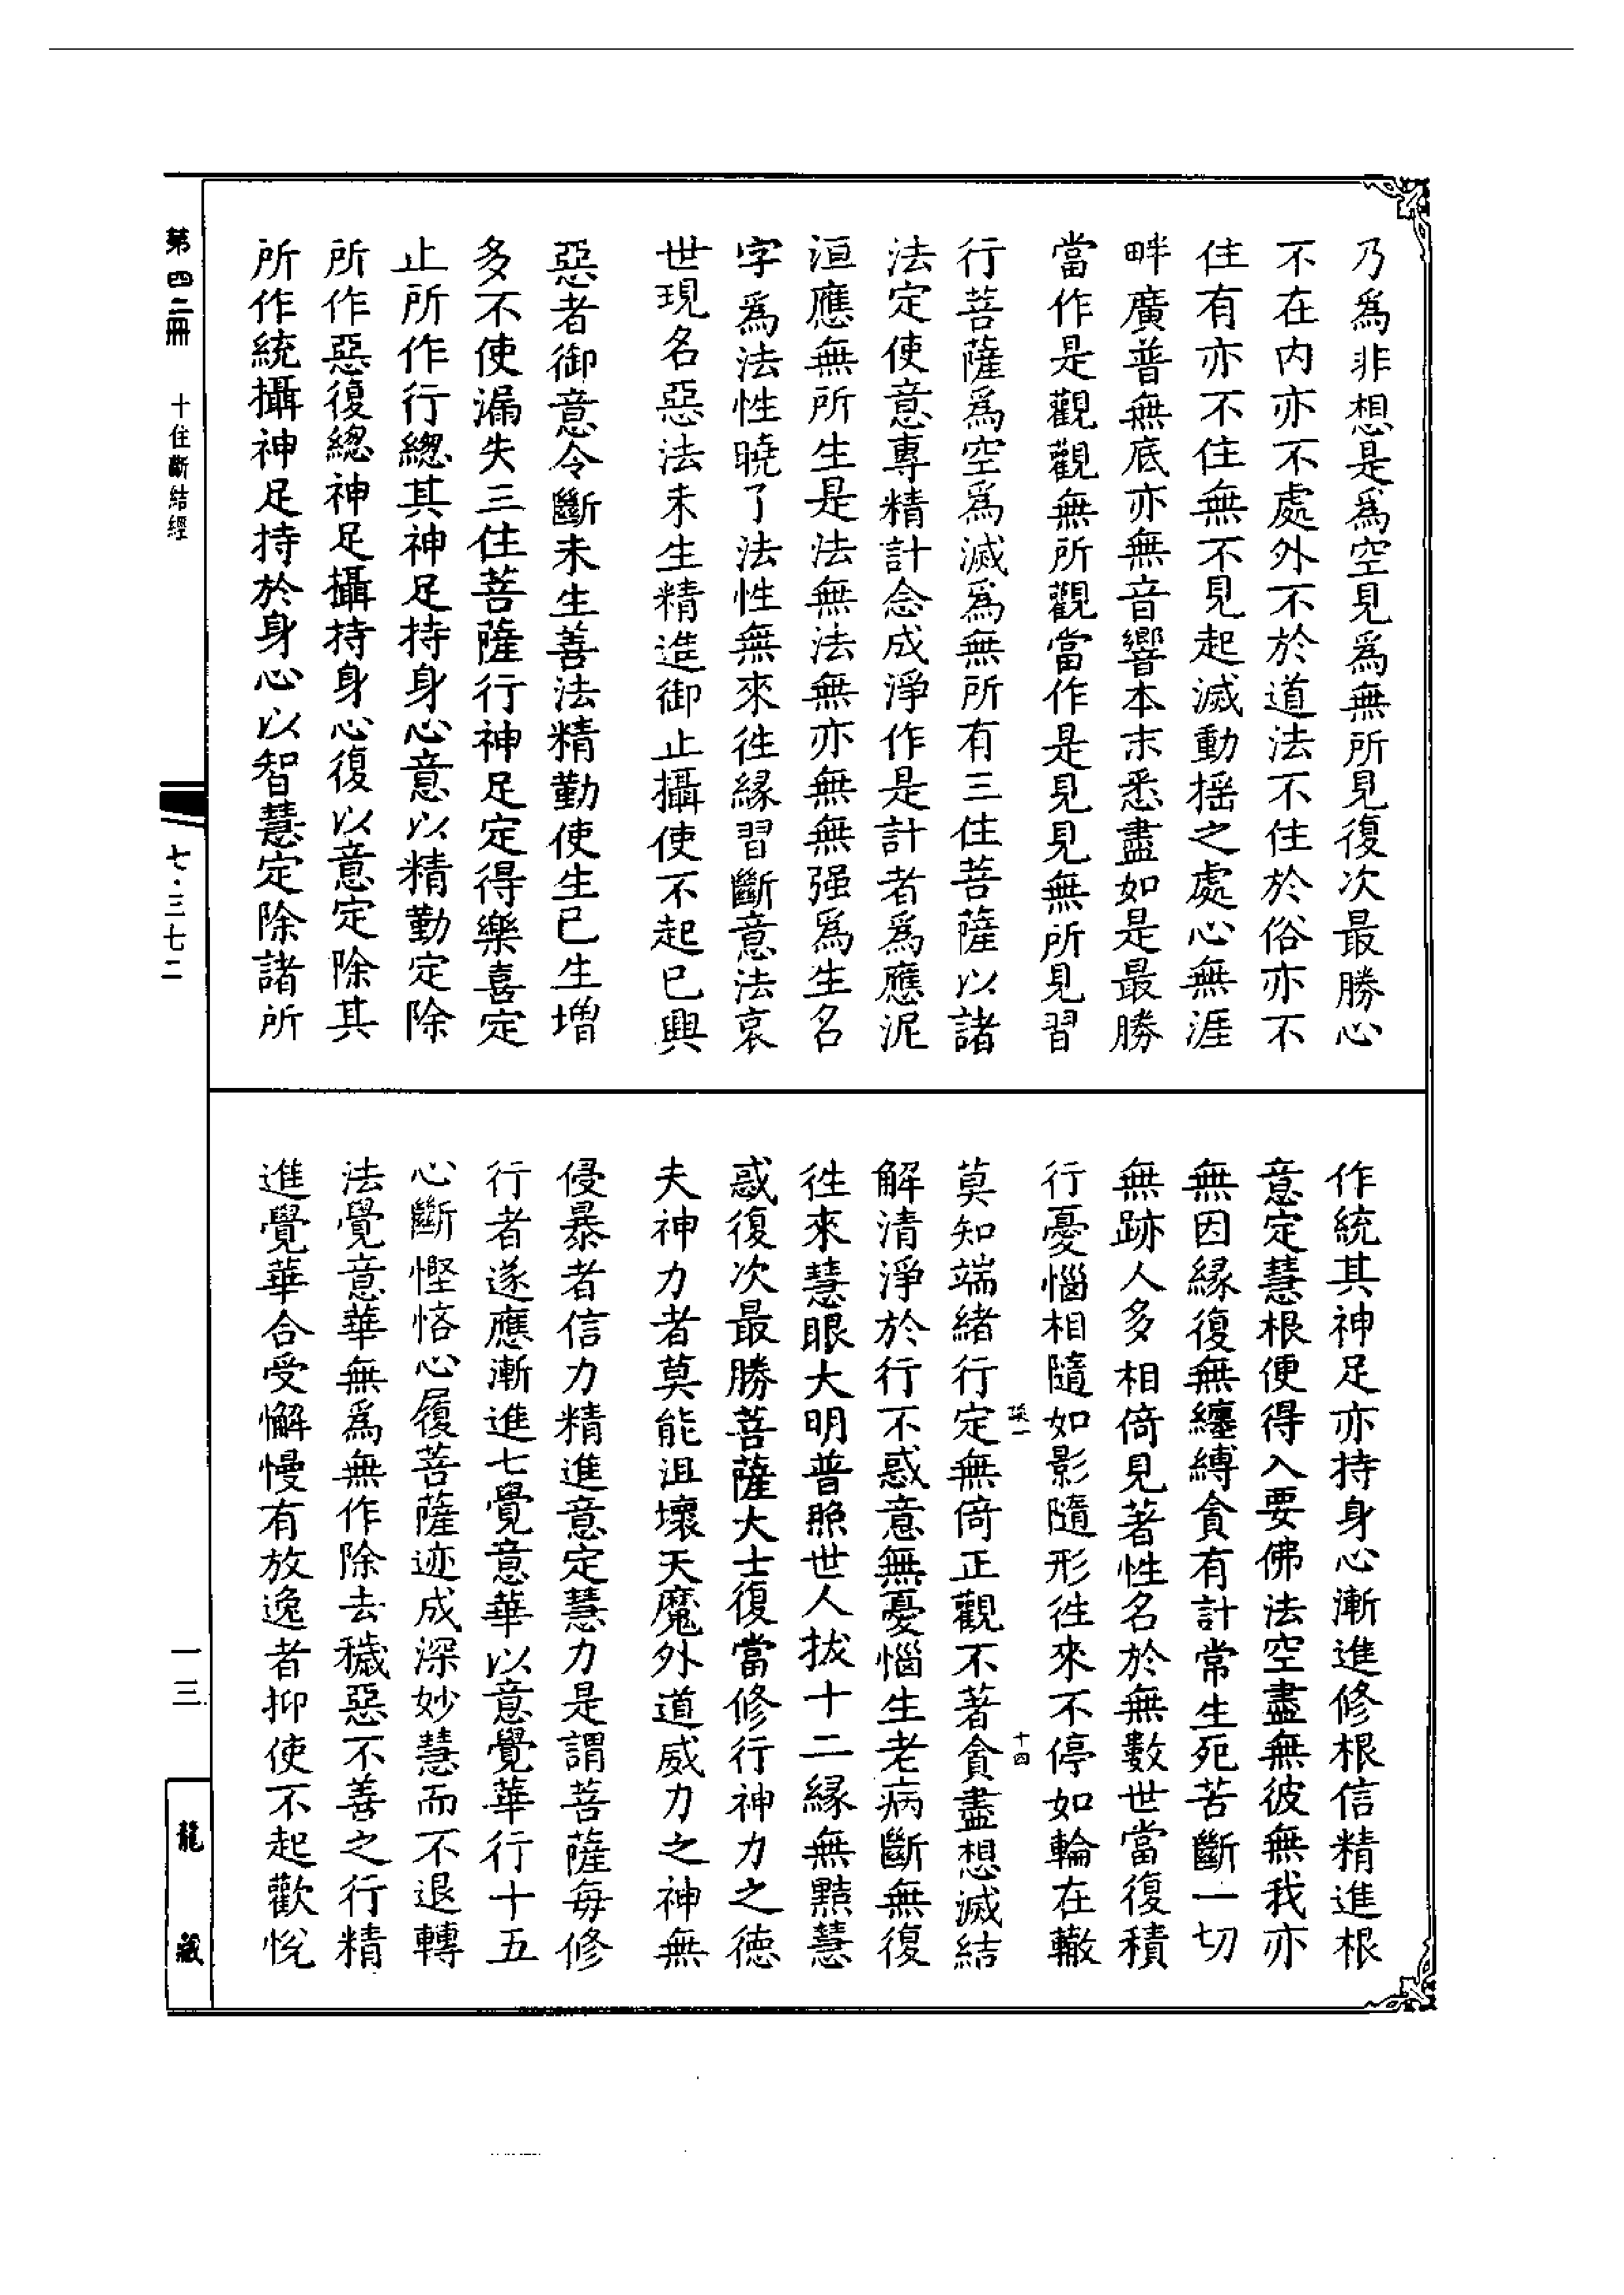 乃爲非想是爲空見爲無所見復次最勝心
不在内亦不處外不於道法不住於俗亦不
住有亦不住無不見起滅動揺之處心無涯
畔廣普無底亦無音響本末悉盡如是最勝
當作是觀觀無所觀當作是見見無所見習
行菩薩爲空爲滅爲無所有三住菩薩以諸
法定使意專精計念成淨作是計者爲應泥
洹應無所生是法無法無亦無無强爲生名
字爲法性曉了法性無來徃緣習斷意法哀
世現名惡法未生精進御止攝使不起已興
惡者御意令斷未生善法精勤使生已生増
多不使漏失三住菩薩行神足定得樂喜定
止所作行總其神足持身心意以精勤定除
所作惡復總神足攝持身心復以意定除其
所作統攝神足持於身心以智慧定除諸所
作統其神足亦持身心漸進修根信精進根
意定慧根便得入要佛法空盡無彼無我亦
無因緣復無纏縛貪有計常生死苦斷一切
無跡人多相倚見著性名於無數世當復積
行憂惱相隨如影隨形徃來不停如輪在轍
莫知端緒行定無倚正觀不著貪盡想滅結
十四
解清淨於行不惑意無憂惱生老病斷無復
徃來慧眼大明普照世人拔十二緣無黠慧
惑復次最勝菩薩大士復當修行神力之德
夫神力者莫能沮壞天魔外道威力之神無
侵暴者信力精進意定慧力是謂菩薩每修
行者遂應漸進七覺意華以意覺華行十五
心斷慳悋心履菩薩迹成深妙慧而不退轉
法覺意華無爲無作除去穢惡不善之行精
進覺華合受懈慢有放逸者抑使不起歡悅
第四二冊
十住斷結經
七·三七二
一三
龍藏